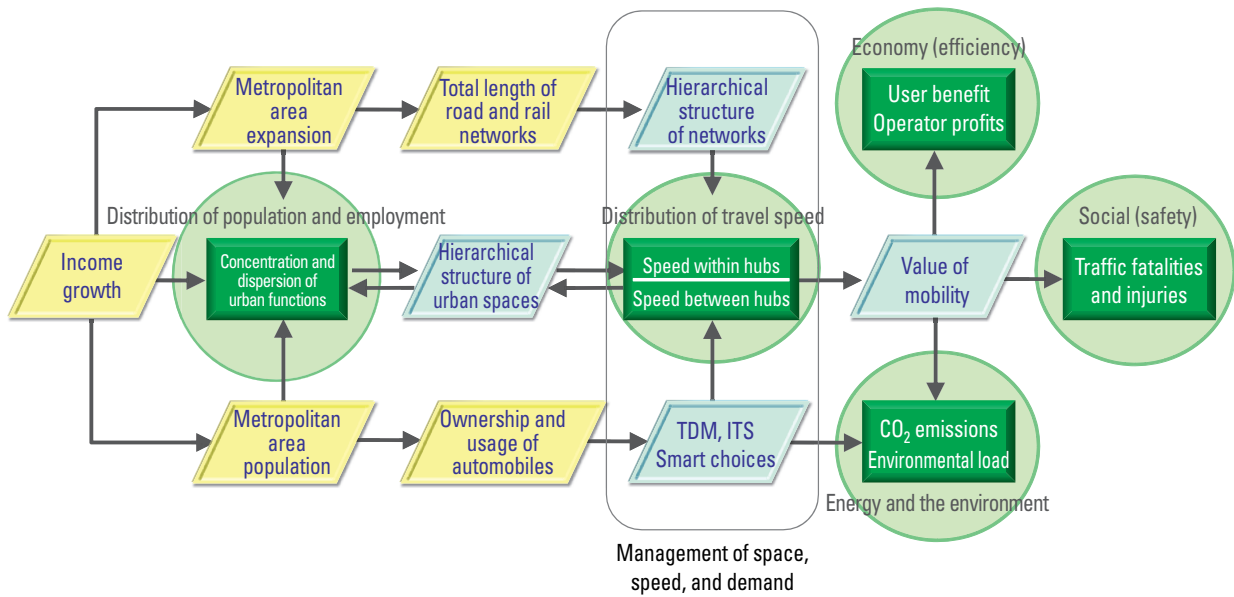 Economy (efficiency)
Metropolitan
area
expansion
Total length of
road and rail
networks
Hierarchical
structure
of networks
User benefit
Operator profits
Distribution of population and employment
Distribution of travel speed
Social (safety)
Income
growth
Concentration and
dispersion of
urban functions
Hierarchical
structure of
urban spaces
Speed within hubs
Speed between hubs
Value of
mobility
Traffic fatalities
and injuries
Metropolitan
area
population
Ownership and
usage of
automobiles
TDM, ITS
Smart choices
CO₂ emissions
Environmental load
Energy and the environment
Management of space,
speed, and demand